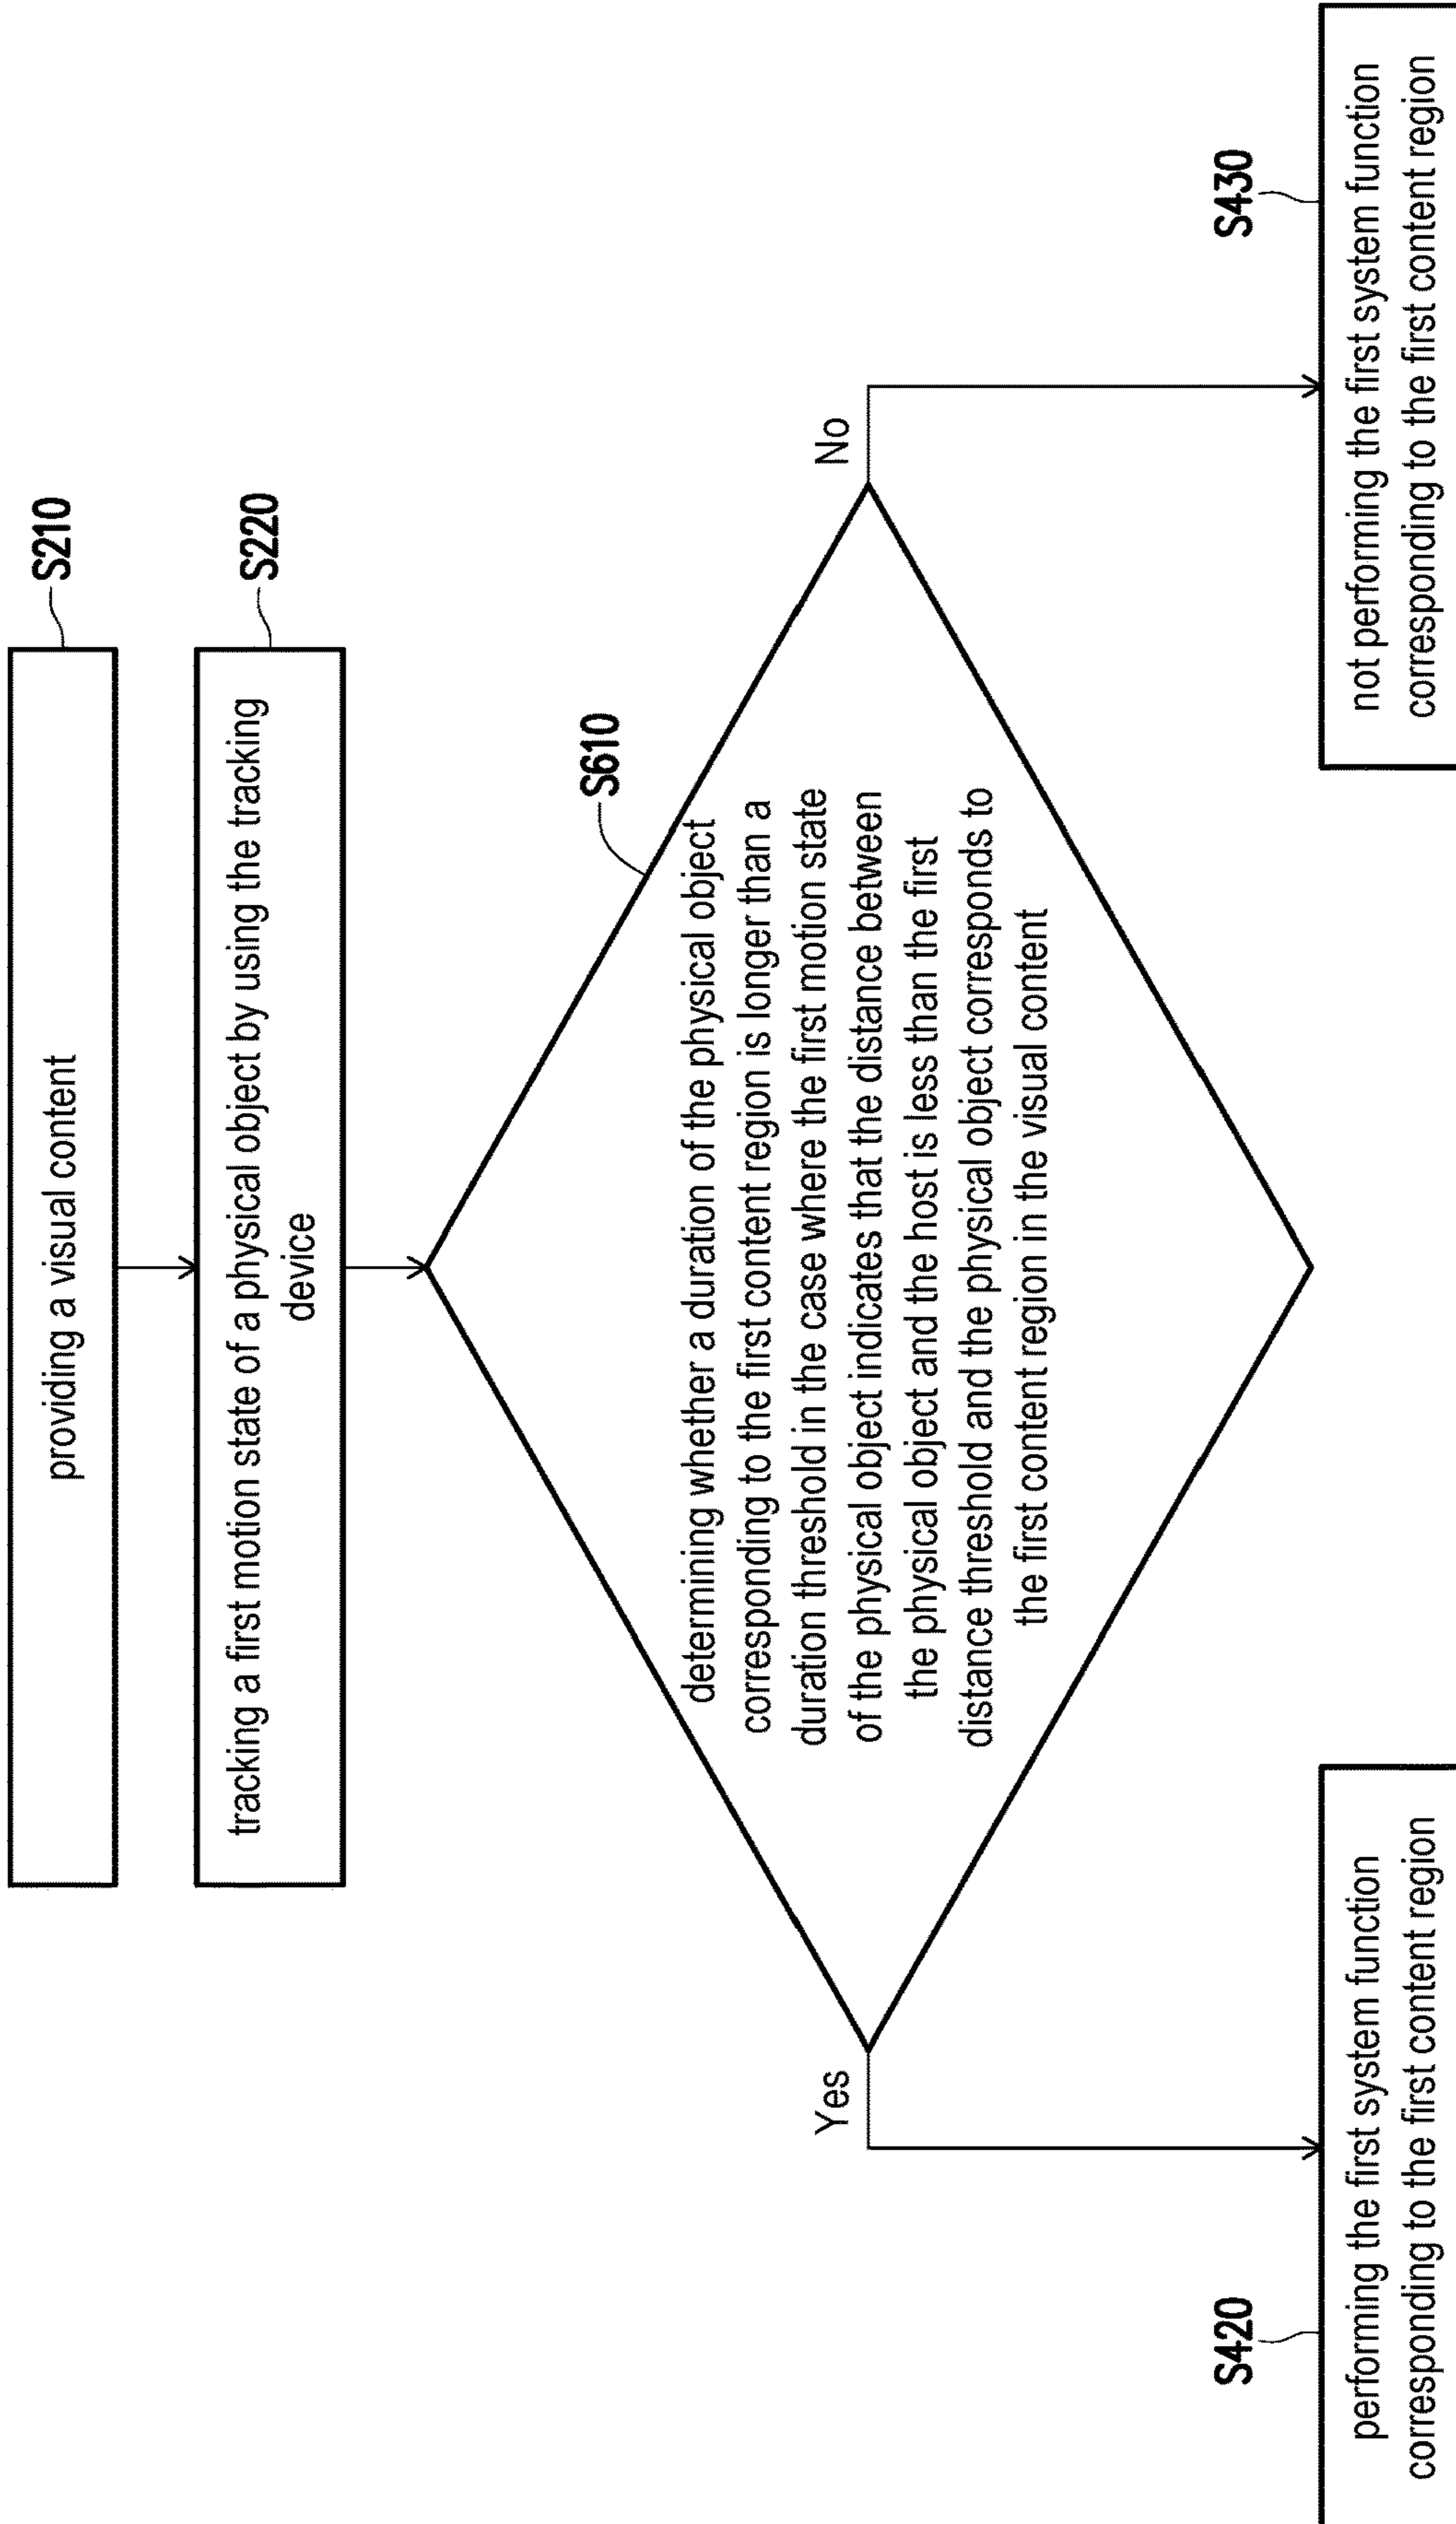 providing a visual content
S210
tracking a first motion state of a physical object by using the tracking
device
S220
S610
determining whether a duration of the physical object
corresponding to the first content region is longer than a
duration threshold in the case where the first motion state
of the physical object indicates that the distance between
the physical object and the host is less than the first
distance threshold and the physical object corresponds to
the first content region in the visual content
Yes
No
S420
performing the first system function
corresponding to the first content region
S430
not performing the first system function
corresponding to the first content region